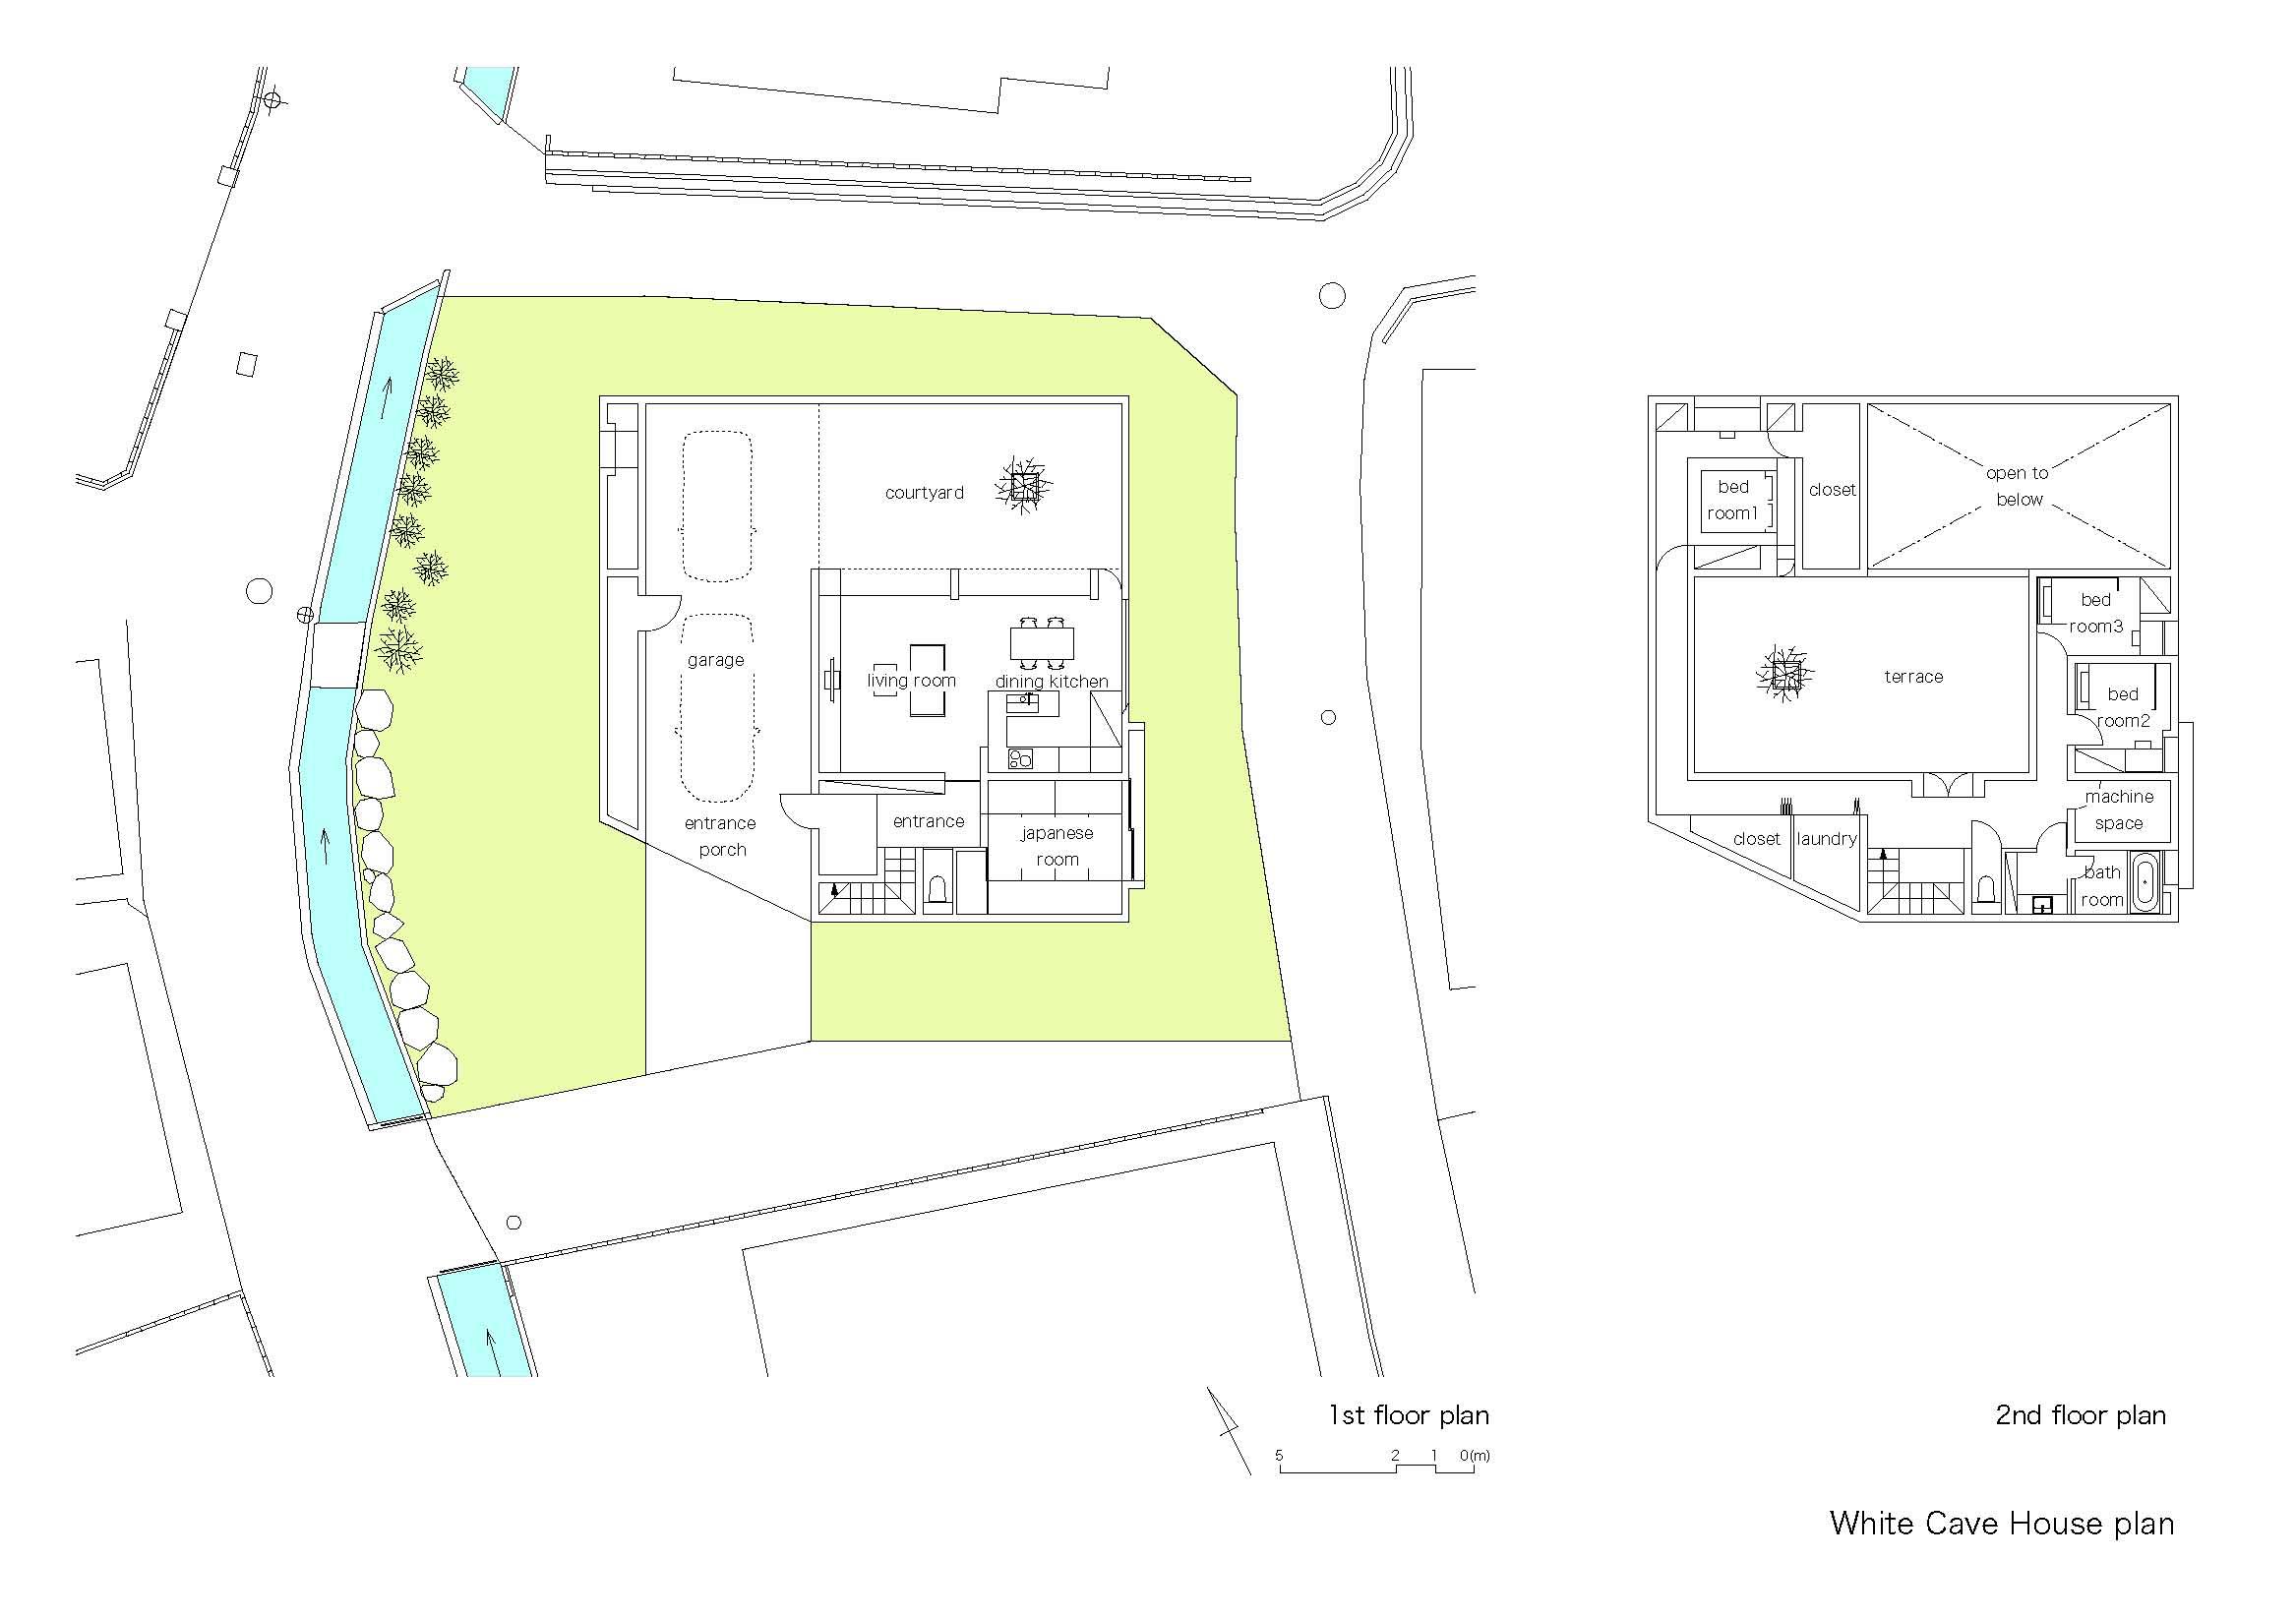 courtyard
garage
living room
dining kitchen
entrance
porch
entrance
japanese
room
bed
room1
closet
open to
below
bed
room3
terrace
bed
room2
machine
space
closet
laundry
bath
room
1st floor plan
5 2 1 0(m)
2nd floor plan
White Cave House plan